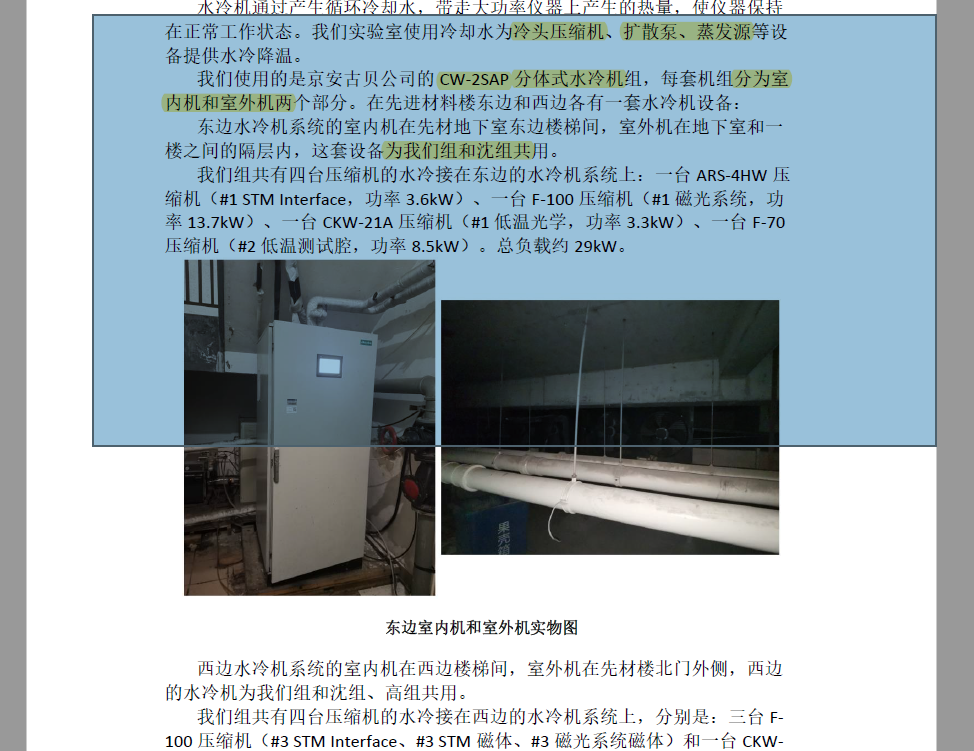 水冷机通过产生循环冷却水，带走大功率仪器上产生的热量，使仪器保持
在正常工作状态。我们实验室使用冷却水为冷头压缩机、扩散泵、蒸发源等设
备提供水冷降温。
我们使用的是京安古贝公司的 CW-2SAP 分体式水冷机组，每套机组分为室
内机和室外机两个部分。在先进材料楼东边和西边各有一套水冷机设备：
东边水冷机系统的室内机在先材地下室东边楼梯间，室外机在地下室和一
楼之间的隔层内，这套设备为我们组和沈组共用。
我们组共有四台压缩机的水冷接在东边的水冷机系统上：一台 ARS-4HW 压
缩机（#1 STM Interface，功率 3.6kW）、一台 F-100 压缩机（#1 磁光系统，功
率 13.7kW）、一台 CKW-21A 压缩机（#1 低温光学，功率 3.3kW）、一台 F-70
压缩机（#2 低温测试腔，功率 8.5kW）。总负载约 29kW。
果壳箱
东边室内机和室外机实物图
西边水冷机系统的室内机在西边楼梯间，室外机在先材楼北门外侧，西边
的水冷机为我们组和沈组、高组共用。
我们组共有四台压缩机的水冷接在西边的水冷机系统上，分别是：三台 F-
100 压缩机（#3 STM Interface、#3 STM 磁体、#3 磁光系统磁体）和一台 CKW-